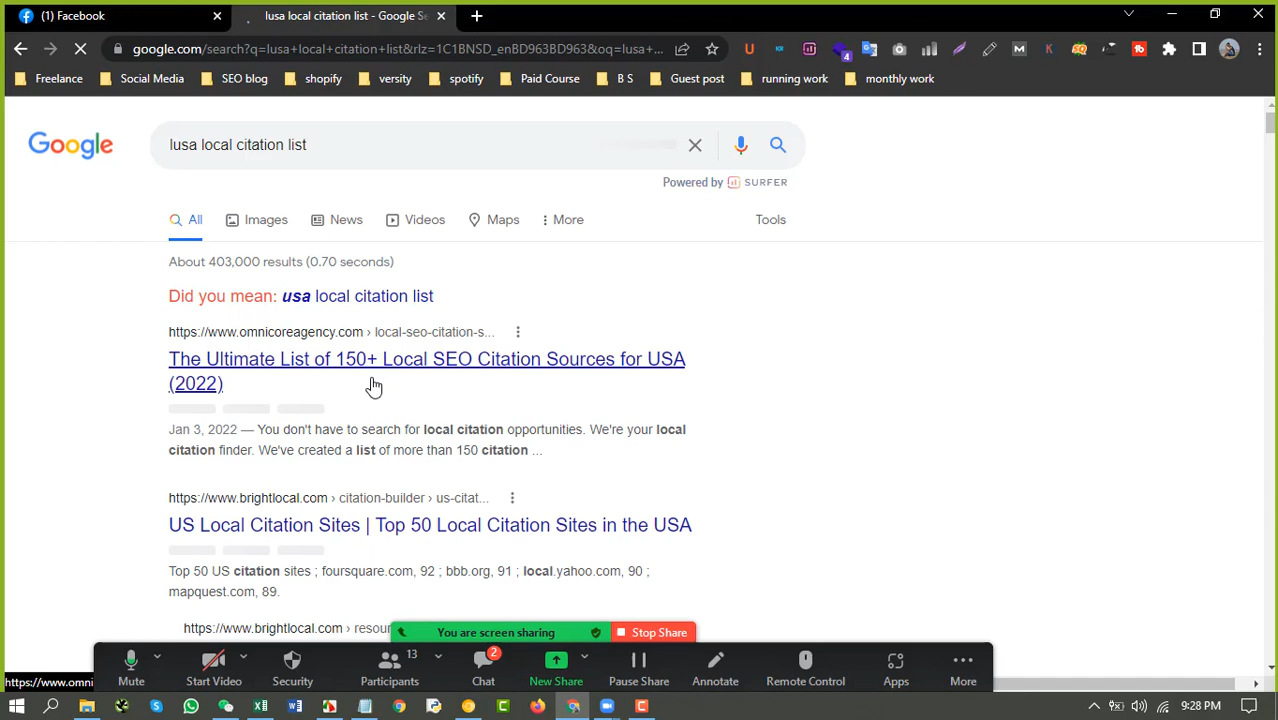 (1) Facebook
lusa local citation list - Google Se
google.com/search?q=lusa+local+citation+list&rlz=1C1BNSD_enBD963BD963&oq=lusa+...
4
Freelance
Social Media
SEO blog
shopify
versity
spotify
Paid Course
B S
Guest post
running work
monthly work
Google
lusa local citation list
Powered by SURFER
All
Images
News
Videos
Maps
More
Tools
About 403,000 results (0.70 seconds)
Did you mean: usa local citation list
https://www.omnicoreagency.com › local-seo-citation-s...
The Ultimate List of 150+ Local SEO Citation Sources for USA
(2022)
Jan 3, 2022 — You don't have to search for local citation opportunities. We're your local
citation finder. We've created a list of more than 150 citation ...
https://www.brightlocal.com › citation-builder › us-citat...
US Local Citation Sites | Top 50 Local Citation Sites in the USA
Top 50 US citation sites ; foursquare.com, 92 ; bbb.org, 91 ; local.yahoo.com, 90 ;
mapquest.com, 89.
https://www.brightlocal.com › resour
You are screen sharing
Stop Share
13
2
Mute
Start Video
Security
Participants
Chat
New Share
Pause Share
Annotate
Remote Control
Apps
More
https://www.omni
9:28 PM